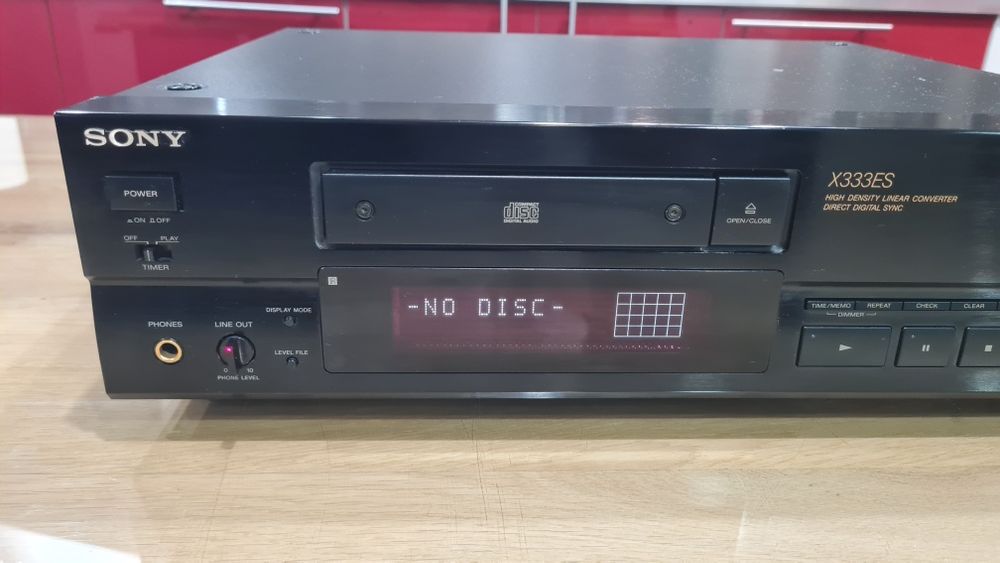 SONY
POWER
ON OFF
OFF PLAY
TIMER
COMPACT
disc
DIGITAL AUDIO
OPEN/CLOSE
X333ES
HIGH DENSITY LINEAR CONVERTER
DIRECT DIGITAL SYNC
DISPLAY MODE
PHONES
LINE OUT
LEVEL FILE
0 10
PHONE LEVEL
-NO DISC-
TIME/MEMO REPEAT CHECK CLEAR
DIMMER